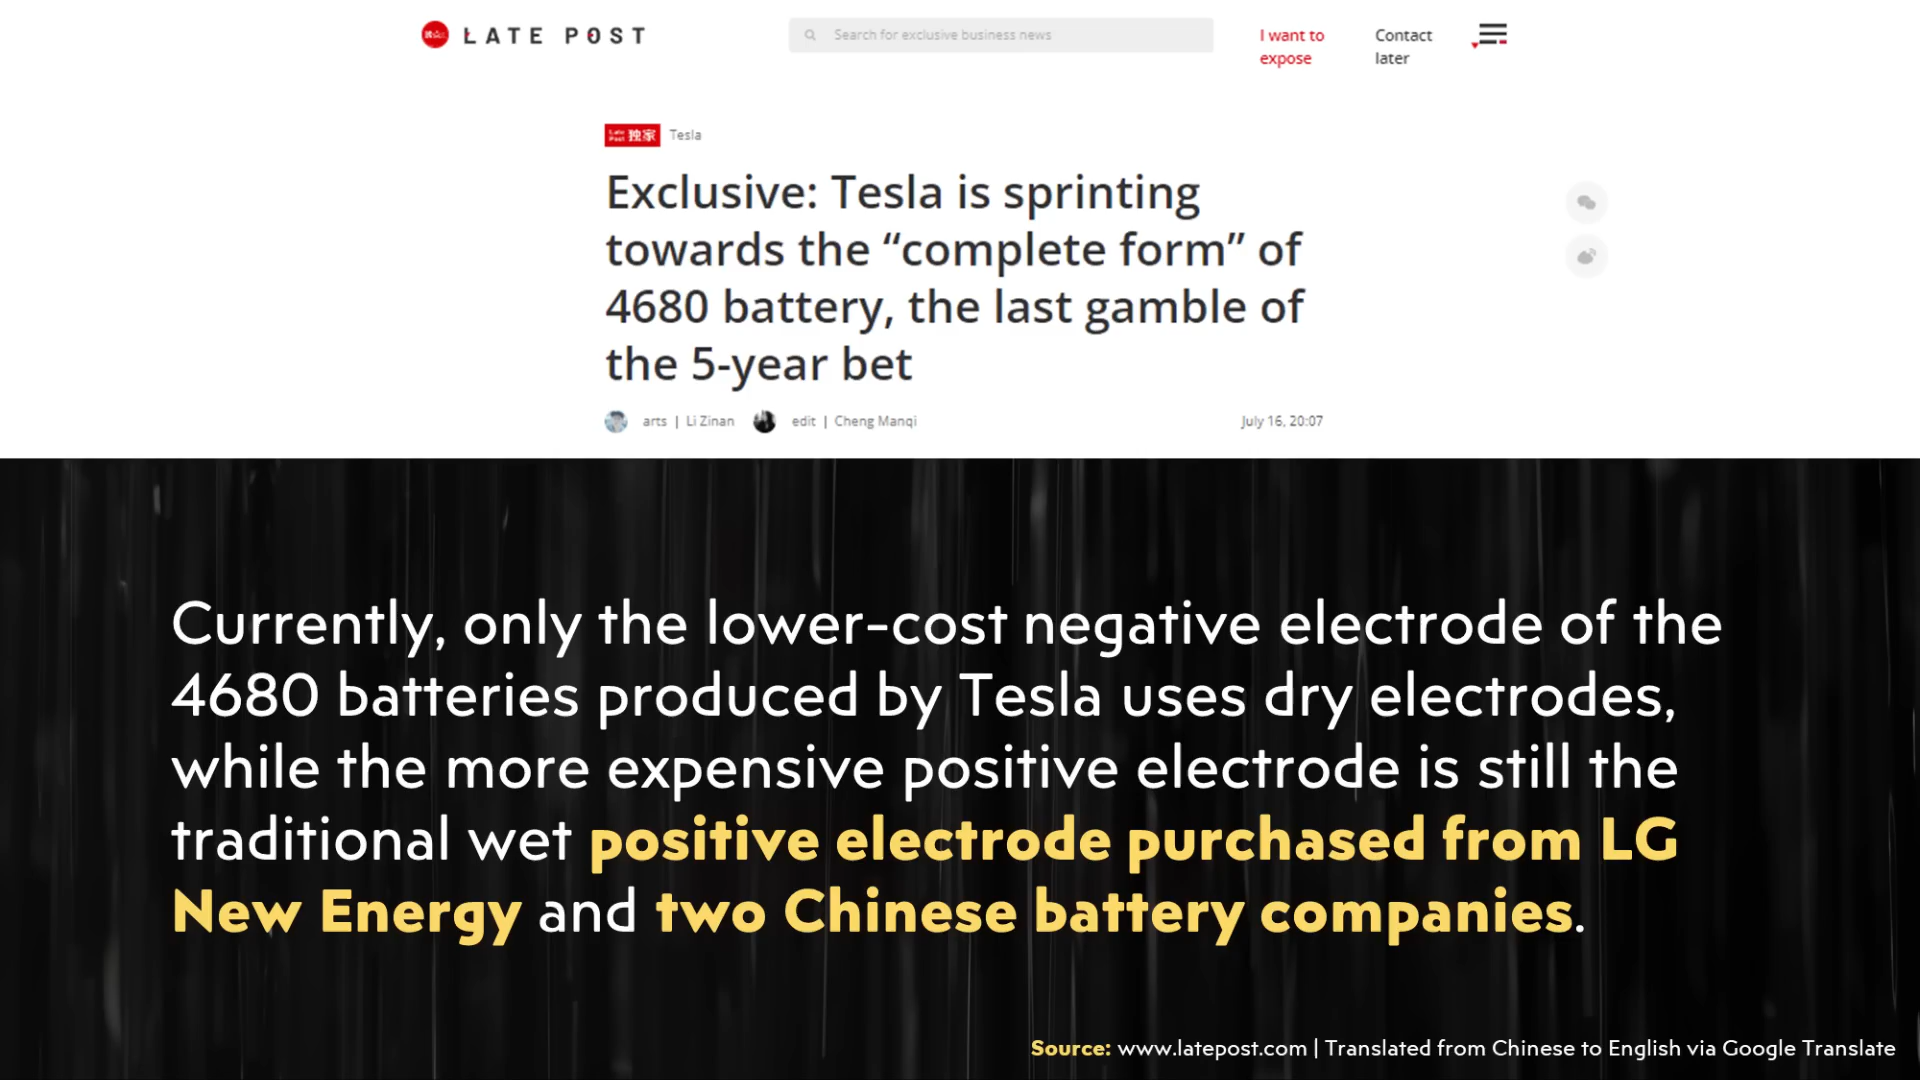 LATE POST
Search for exclusive business news
I want to
expose
Contact
later
Late
Post 独家 Tesla
Exclusive: Tesla is sprinting
towards the “complete form” of
4680 battery, the last gamble of
the 5-year bet
arts | Li Zinan edit | Cheng Manqi July 16, 20:07
Currently, only the lower-cost negative electrode of the
4680 batteries produced by Tesla uses dry electrodes,
while the more expensive positive electrode is still the
traditional wet positive electrode purchased from LG
New Energy and two Chinese battery companies.
Source: www.latepost.com | Translated from Chinese to English via Google Translate